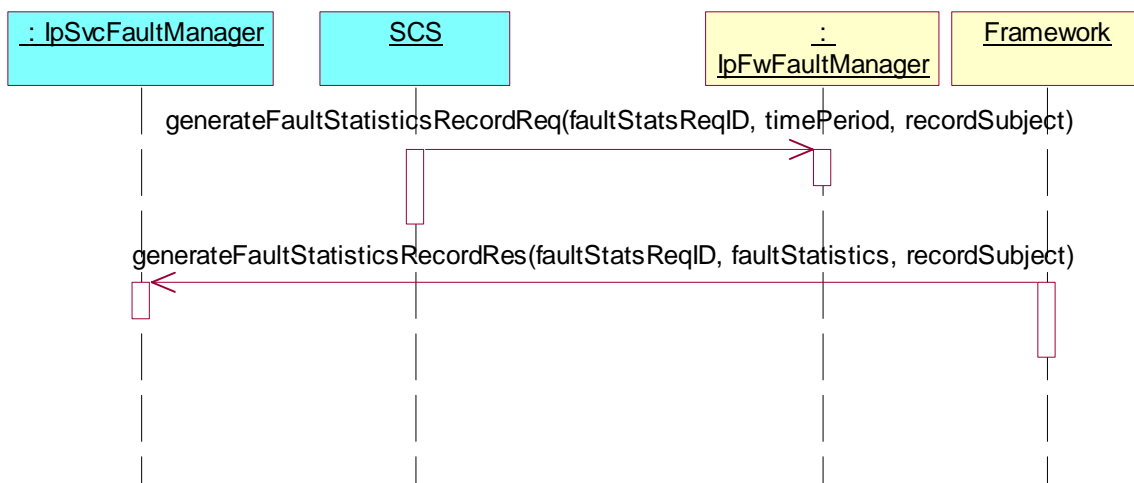 : IpSvcFaultManager
SCS
:
IpFwFaultManager
Framework
generateFaultStatisticsRecordReq(faultStatsReqID, timePeriod, recordSubject)
generateFaultStatisticsRecordRes(faultStatsReqID, faultStatistics, recordSubject)